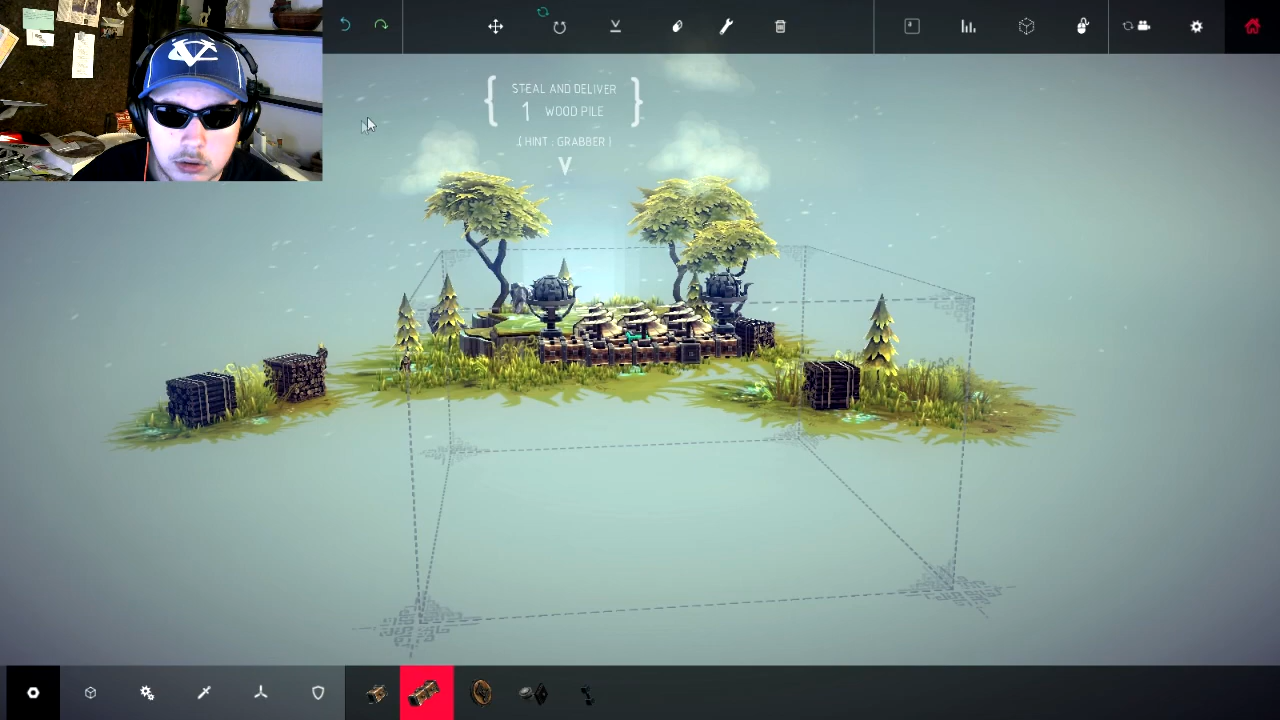 STEAL AND DELIVER
1 WOOD PILE
( HINT : GRABBER )